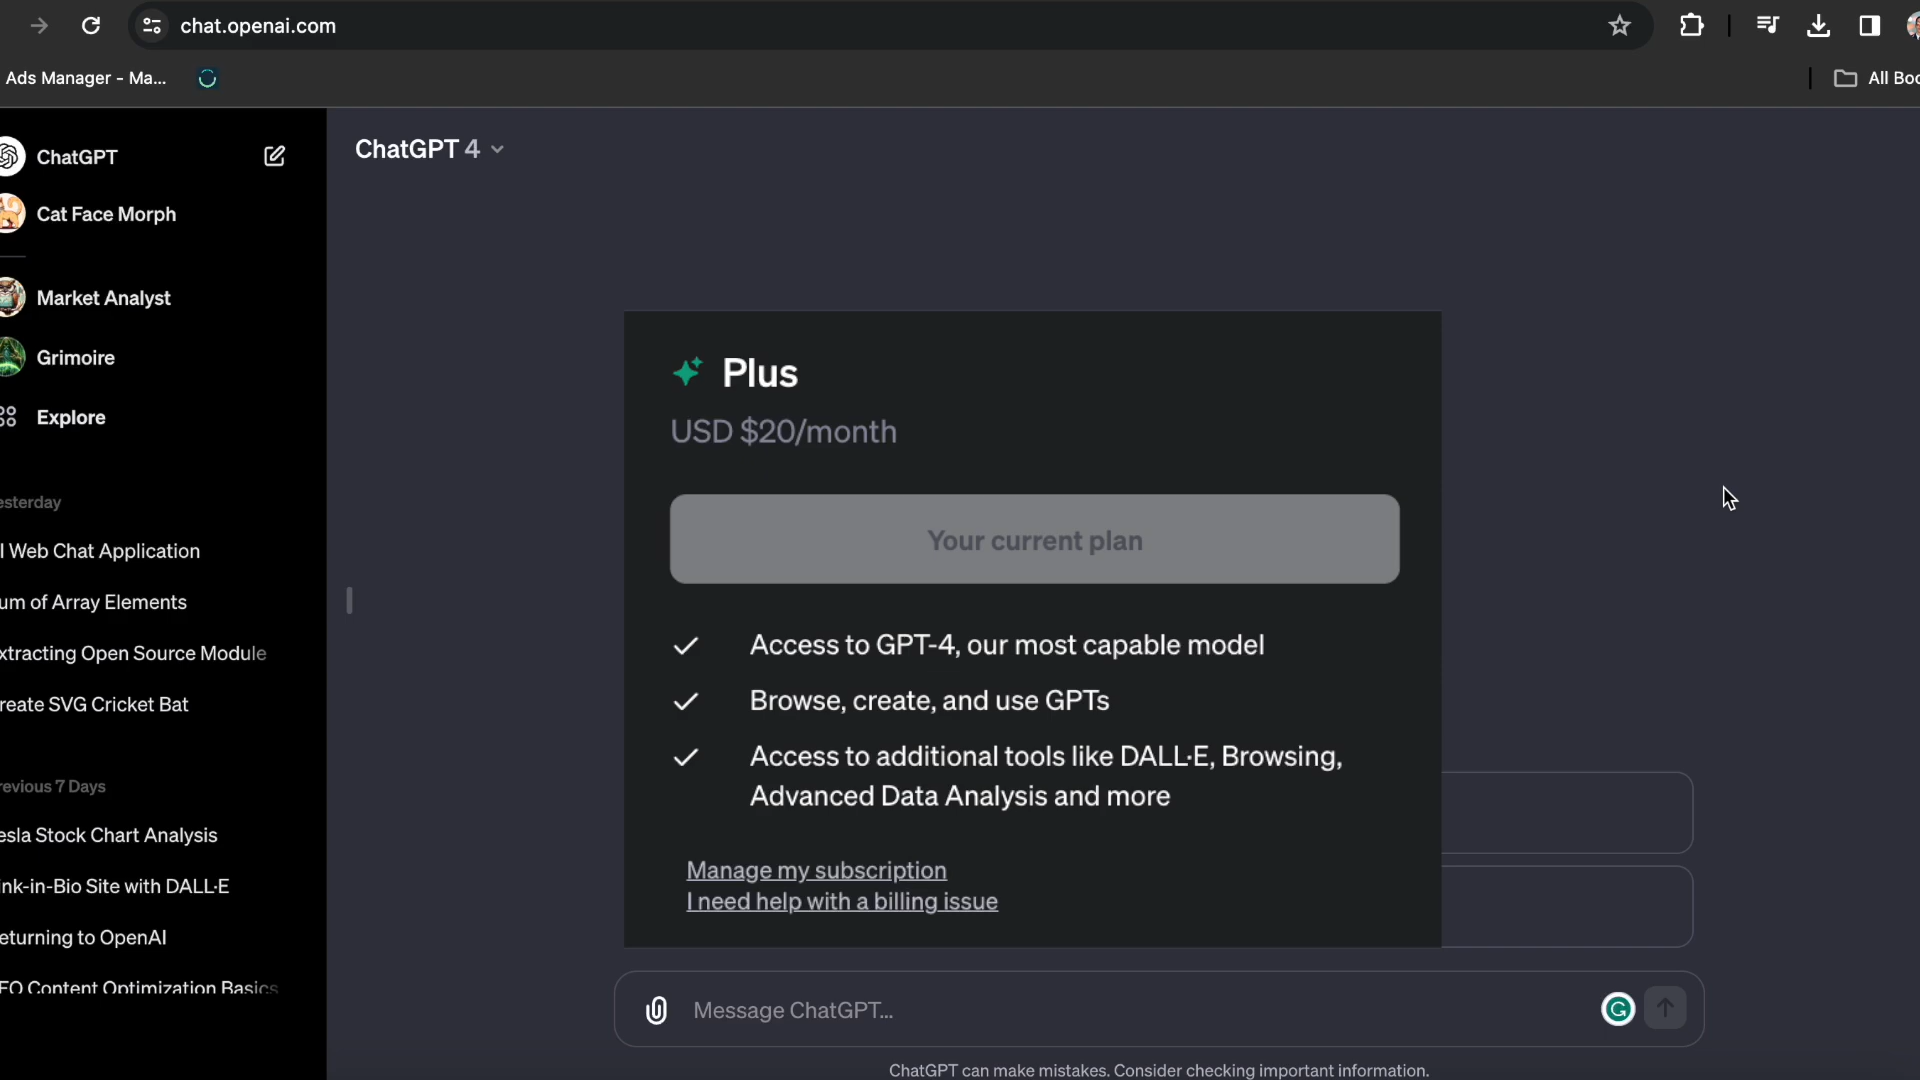 chat.openai.com
Ads Manager - Ma...
All Boo
ChatGPT
Cat Face Morph
Market Analyst
Grimoire
Explore
esterday
I Web Chat Application
um of Array Elements
xtracting Open Source Module
reate SVG Cricket Bat
revious 7 Days
esla Stock Chart Analysis
ink-in-Bio Site with DALL·E
eturning to OpenAI
EO Content Optimization Basics
ChatGPT 4
Plus
USD $20/month
Your current plan
Access to GPT-4, our most capable model
Browse, create, and use GPTs
Access to additional tools like DALL·E, Browsing,
Advanced Data Analysis and more
Manage my subscription
I need help with a billing issue
Message ChatGPT...
ChatGPT can make mistakes. Consider checking important information.